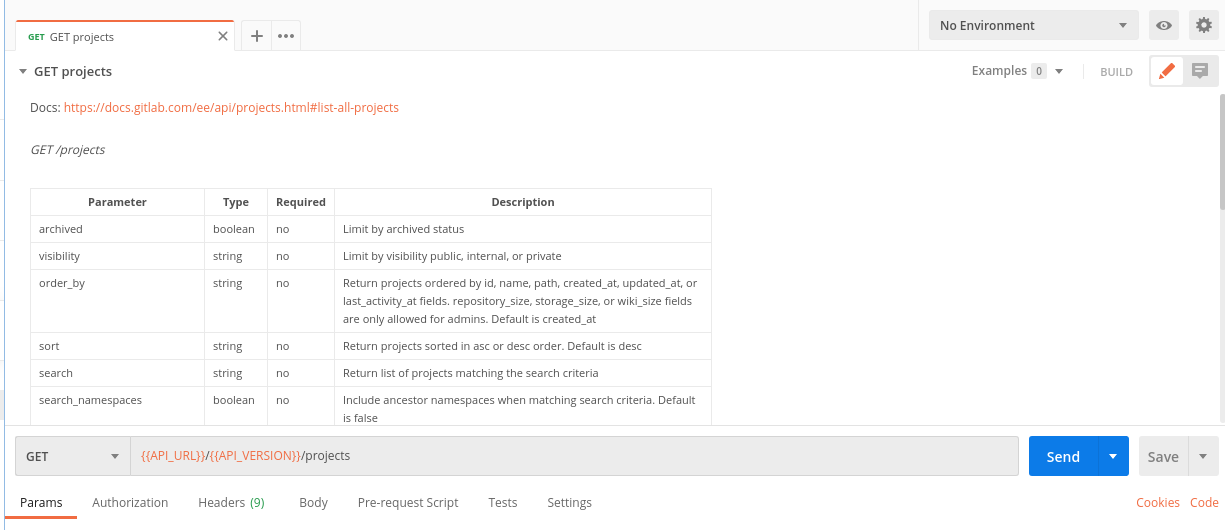 GET GET projects
No Environment
GET projects
Examples 0
BUILD
Docs: https://docs.gitlab.com/ee/api/projects.html#list-all-projects
GET /projects
Parameter Type Required Description
archived boolean no Limit by archived status
visibility string no Limit by visibility public, internal, or private
order_by string no Return projects ordered by id, name, path, created_at, updated_at, or
last_activity_at fields. repository_size, storage_size, or wiki_size fields
are only allowed for admins. Default is created_at
sort string no Return projects sorted in asc or desc order. Default is desc
search string no Return list of projects matching the search criteria
search_namespaces boolean no Include ancestor namespaces when matching search criteria. Default
is false
GET {{API_URL}}/{{API_VERSION}}/projects Send Save
Params Authorization Headers (9) Body Pre-request Script Tests Settings Cookies Code